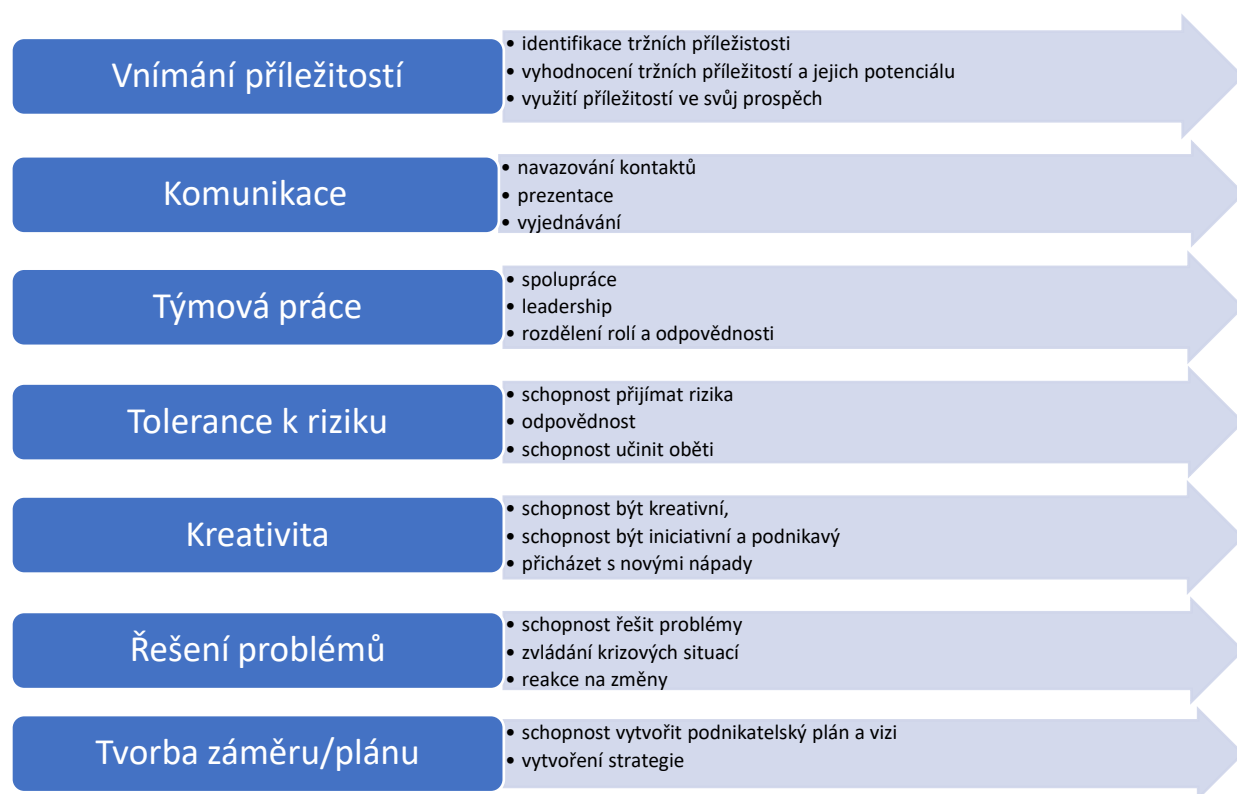 Vnímání příležitostí
• identifikace tržních příležistosti
• vyhodnocení tržních příležitostí a jejich potenciálu
• využití příležitostí ve svůj prospěch
Komunikace
• navazování kontaktů
• prezentace
• vyjednávání
Týmová práce
• spolupráce
• leadership
• rozdělení rolí a odpovědnosti
Tolerance k riziku
• schopnost přijímat rizika
• odpovědnost
• schopnost učinit oběti
Kreativita
• schopnost být kreativní,
• schopnost být iniciativní a podnikavý
• přicházet s novými nápady
Řešení problémů
• schopnost řešit problémy
• zvládání krizových situací
• reakce na změny
Tvorba záměru/plánu
• schopnost vytvořit podnikatelský plán a vizi
• vytvoření strategie